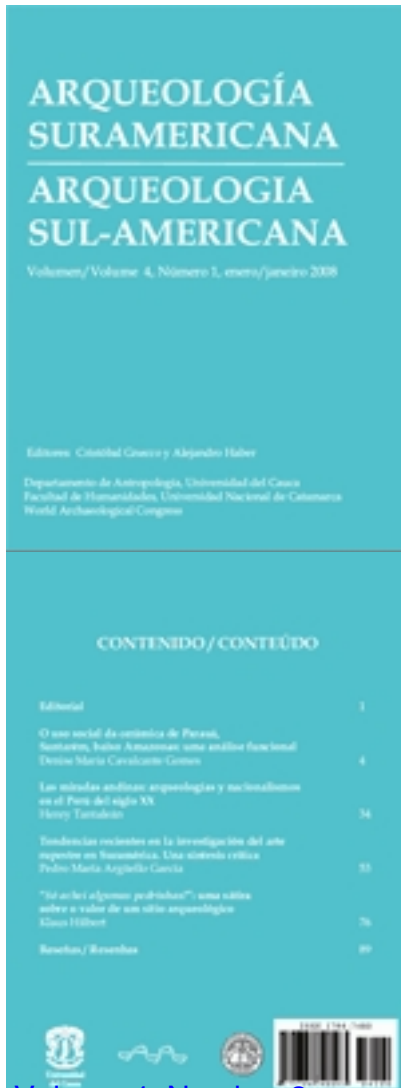 ARQUEOLOGÍA
SURAMERICANA
ARQUEOLOGIA
SUL-AMERICANA
Volumen/Volume 4, Número 1, enero/janeiro 2008
Editores: Cristóbal Gnecco y Alejandro Haber
Departamento de Antropología, Universidad del Cauca
Facultad de Humanidades, Universidad Nacional de Catamarca
World Archaeological Congress
CONTENIDO/CONTEÚDO
Editorial 1
O uso social da cerâmica de Parauá,
Santarém, baixo Amazonas: uma análise funcional
Denise Maria Cavalcante Gomes 4
Las miradas andinas: arqueologías y nacionalismos
en el Perú del siglo XX
Henry Tantaleán 34
Tendencias recientes en la investigación del arte
rupestre en Suramérica. Una síntesis crítica
Pedro María Argüello García 53
"Só achei algumas pedrinhas!": uma sátira
sobre o valor de um sítio arqueológico
Klaus Hilbert 76
Reseñas/Resenhas 89
Universidad
del Cauca